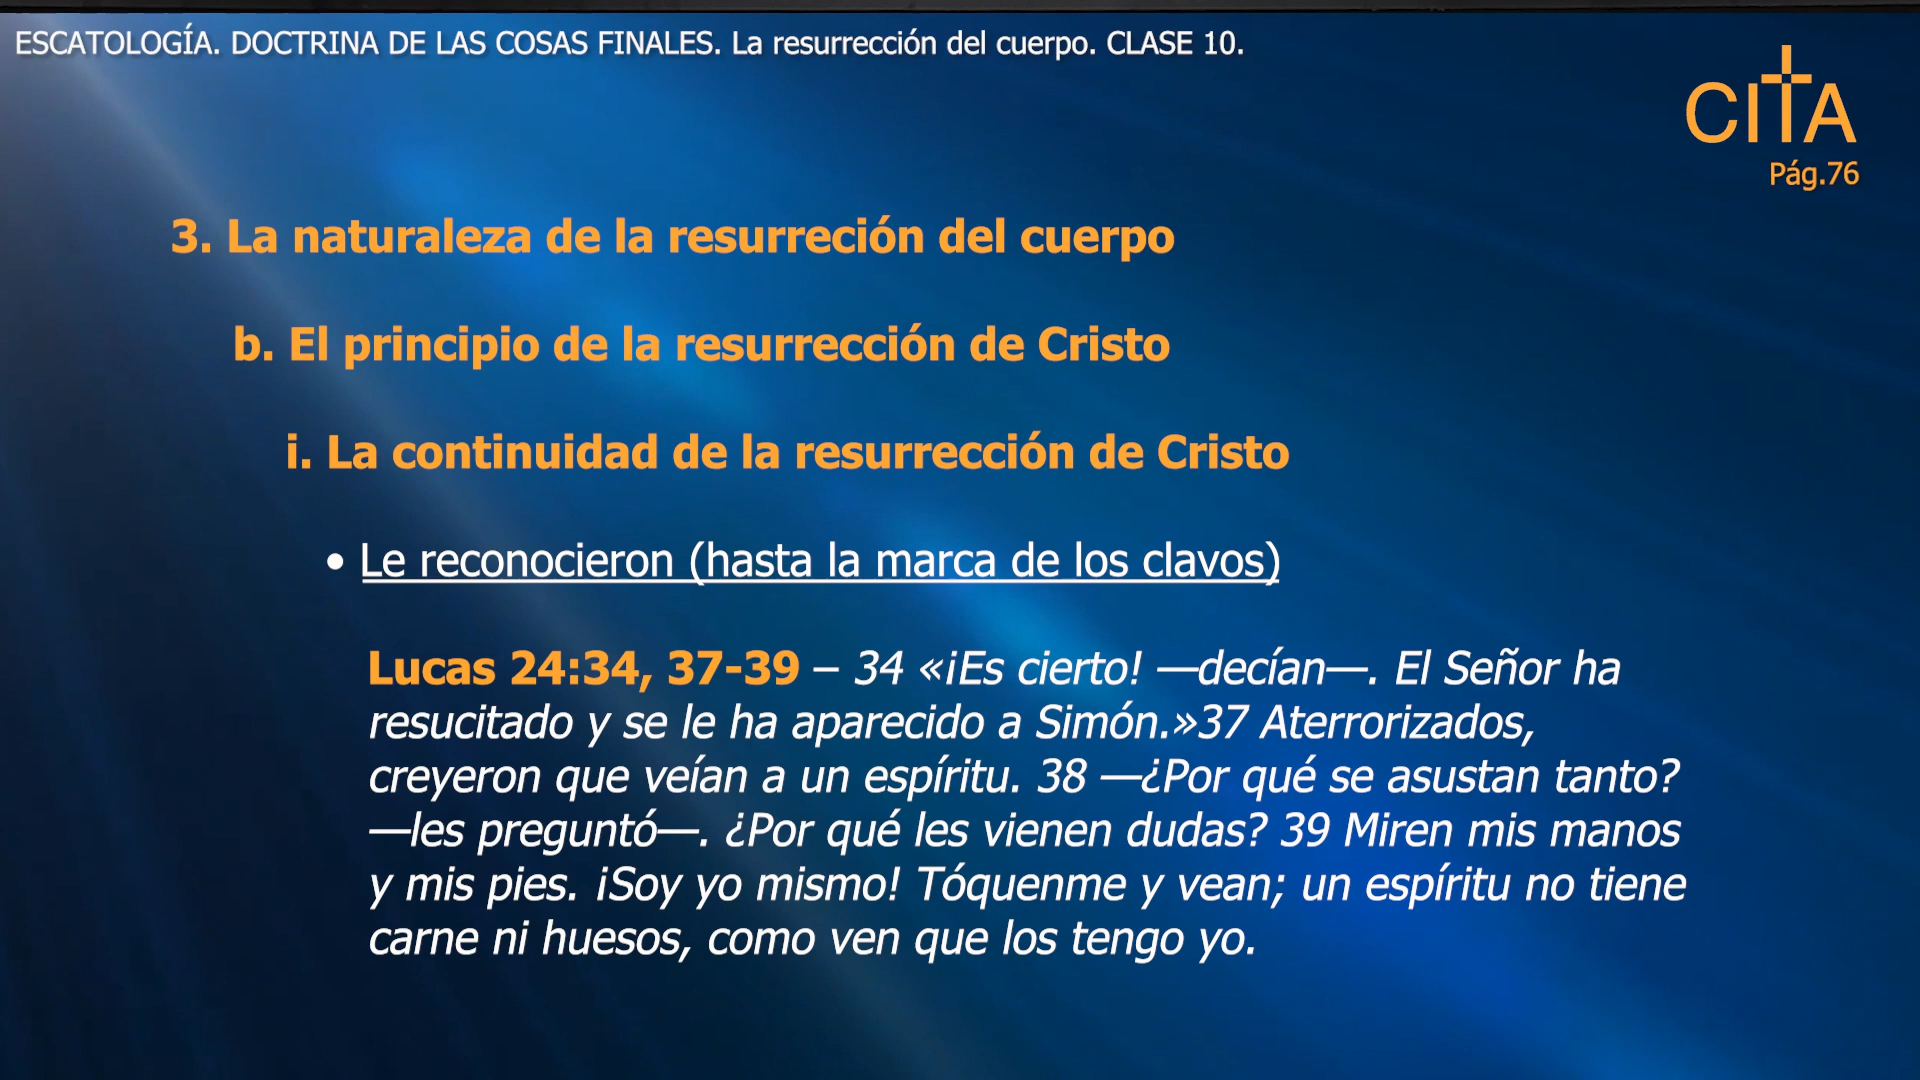 ESCATOLOGÍA. DOCTRINA DE LAS COSAS FINALES. La resurrección del cuerpo. CLASE 10.
CITA
Pág.76
3. La naturaleza de la resurreción del cuerpo
b. El principio de la resurrección de Cristo
i. La continuidad de la resurrección de Cristo
• Le reconocieron (hasta la marca de los clavos)
Lucas 24:34, 37-39 – 34 «¡Es cierto! —decían—. El Señor ha
resucitado y se le ha aparecido a Simón.»37 Aterrorizados,
creyeron que veían a un espíritu. 38 —¿Por qué se asustan tanto?
—les preguntó—. ¿Por qué les vienen dudas? 39 Miren mis manos
y mis pies. ¡Soy yo mismo! Tóquenme y vean; un espíritu no tiene
carne ni huesos, como ven que los tengo yo.